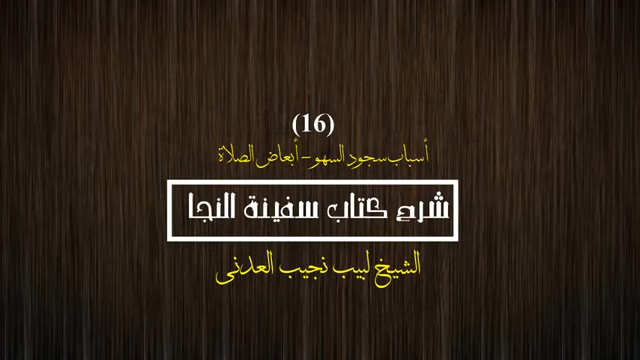 (16)
أسباب سجود السهو - أبعاض الصلاة
شرح كتاب سفينة النجا
الشيخ لبيب نجيب العدني